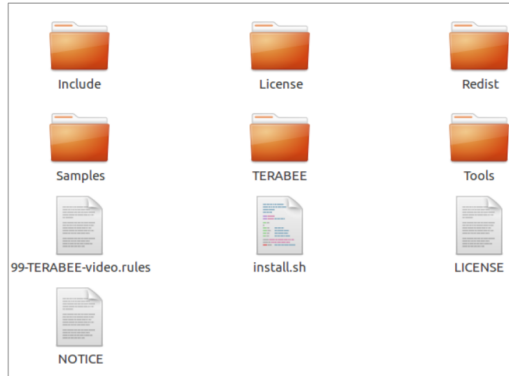 Include
License
Redist
Samples
TERABEE
Tools
99-TERABEE-video.rules
install.sh
LICENSE
NOTICE